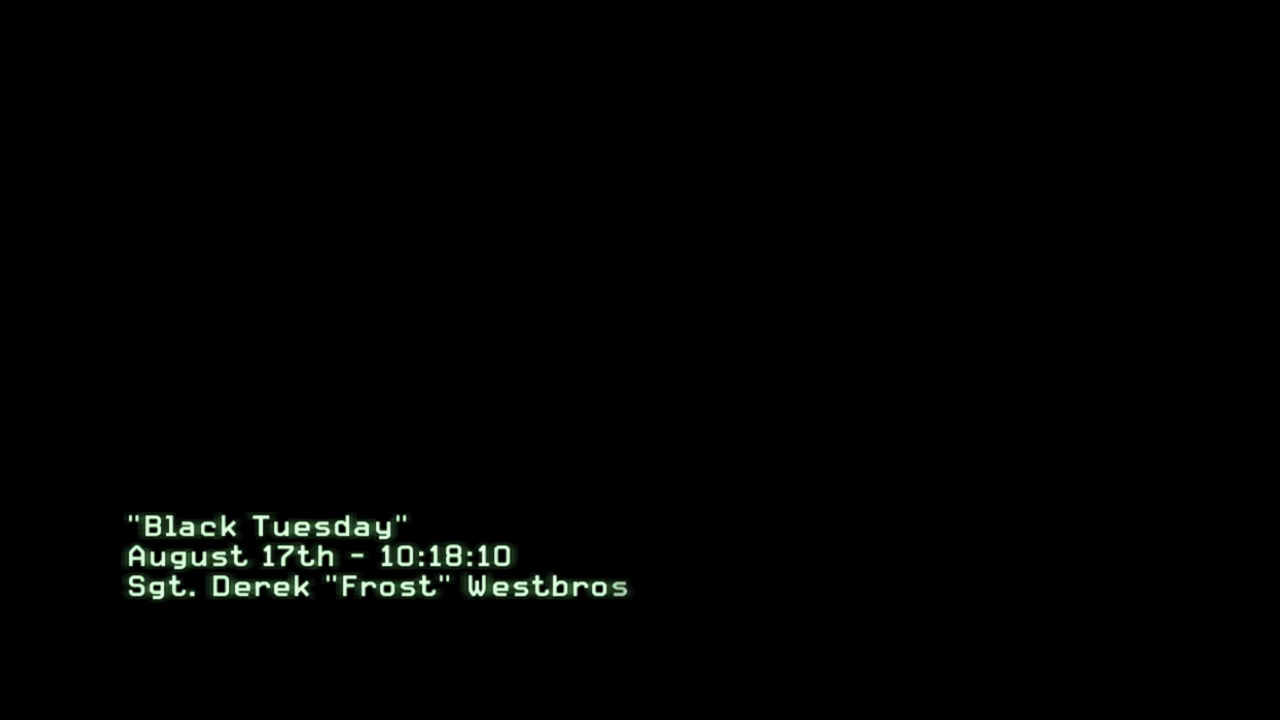 "Black Tuesday"
August 17th - 10:18:10
Sgt. Derek "Frost" Westbros